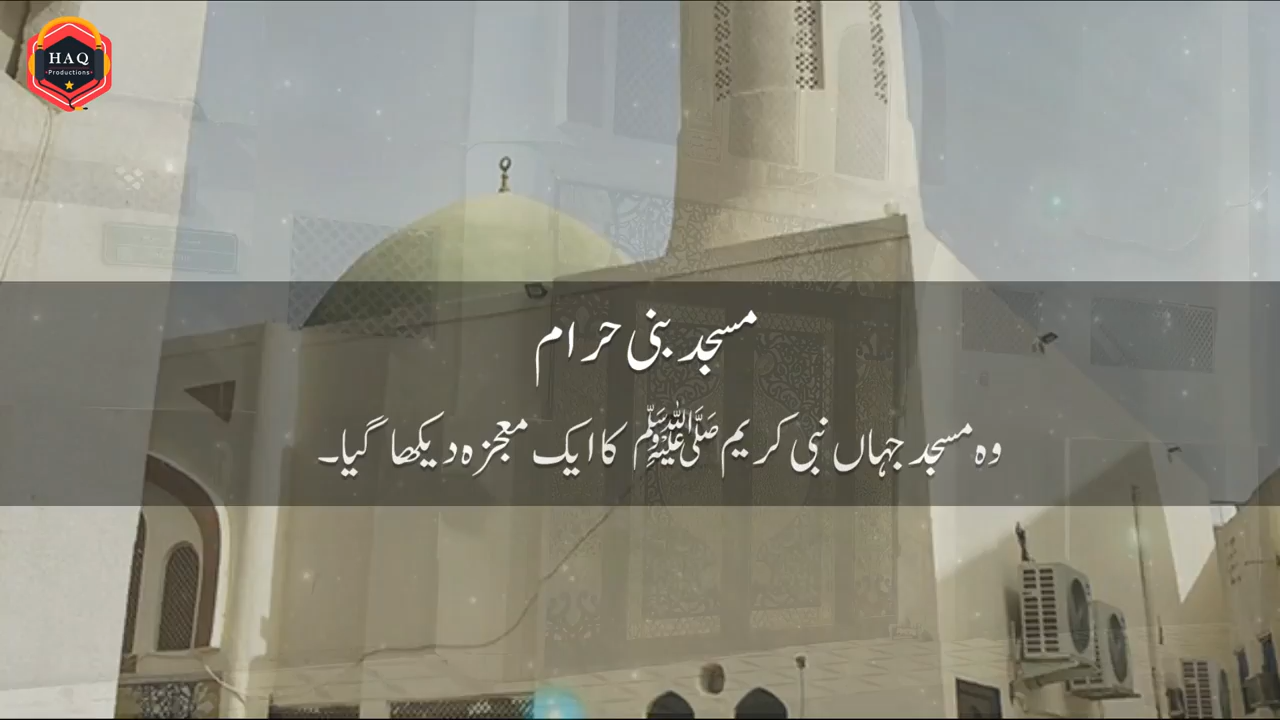 HAQ
Productions
مسجد بنی حرام
وہ مسجد جہاں نبی کریم ﷺ کا ایک معجزہ دیکھا گیا۔